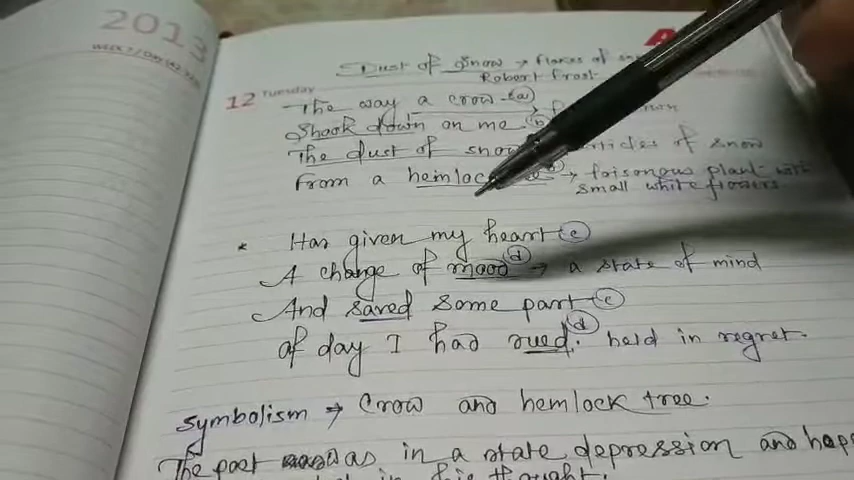 2013
12 Tuesday
Dust of Snow → flakes of
Robert Frost
The way a crow (a)
Shook down on me (b)
The dust of snow particles of snow
From a hemlock → poisonous plant with
small white flowers.
* Has given my heart (c)
A change of mood (d) → a state of mind
And saved some part (c)
of day I had rued. (d) held in regret.
Symbolism → Crow and hemlock tree.
The poet was in a state depression and
in his thought.